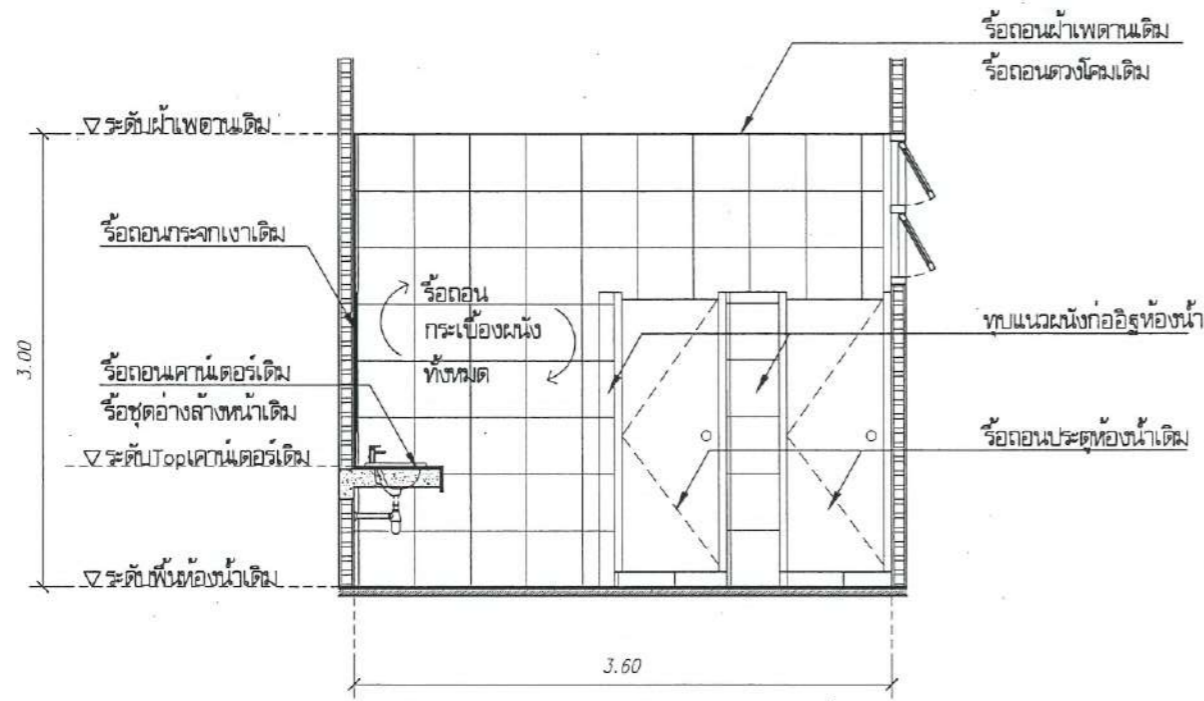 รื้อถอนฝ้าเพดานเดิม
รื้อถอนดวงโคมเดิม
▽ ระดับฝ้าเพดานเดิม
รื้อถอนกระจกเงาเดิม
รื้อถอน
กระเบื้องผนัง
ทั้งหมด
ทุบแนวผนังก่ออิฐห้องน้ำ
3.00
รื้อถอนเคาน์เตอร์เดิม
รื้อชุดอ่างล้างหน้าเดิม
รื้อถอนประตูห้องน้ำเดิม
▽ ระดับTopเคาน์เตอร์เดิม
▽ ระดับพื้นห้องน้ำเดิม
3.60